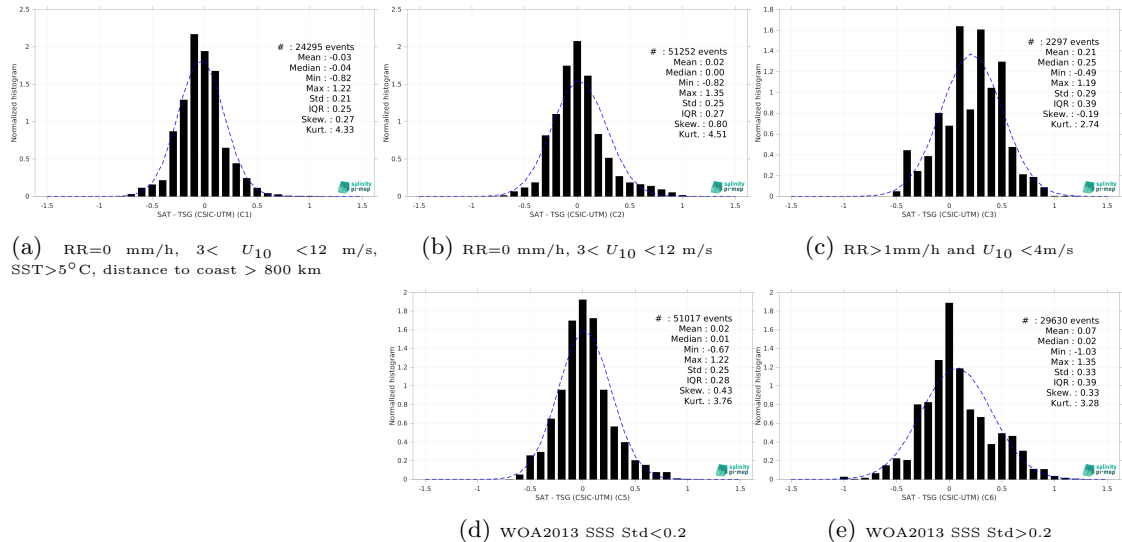 2.5
2
1.5
1
0.5
0
Normalized histogram
-1.5 -1 -0.5 0 0.5 1 1.5
SAT - TSG (CSIC-UTM) (C1)
# : 24295 events
Mean : -0.03
Median : -0.04
Min : -0.82
Max : 1.22
Std : 0.21
IQR : 0.25
Skew. : 0.27
Kurt. : 4.33
salinity
pi-mep
(a) RR=0 mm/h, 3< U10 <12 m/s,
SST>5°C, distance to coast > 800 km
2.5
2
1.5
1
0.5
0
Normalized histogram
-1.5 -1 -0.5 0 0.5 1 1.5
SAT - TSG (CSIC-UTM) (C2)
# : 51252 events
Mean : 0.02
Median : 0.00
Min : -0.82
Max : 1.35
Std : 0.25
IQR : 0.27
Skew. : 0.80
Kurt. : 4.51
salinity
pi-mep
(b) RR=0 mm/h, 3< U10 <12 m/s
1.8
1.6
1.4
1.2
1
0.8
0.6
0.4
0.2
0
Normalized histogram
-1.5 -1 -0.5 0 0.5 1 1.5
SAT - TSG (CSIC-UTM) (C3)
# : 2297 events
Mean : 0.21
Median : 0.25
Min : -0.49
Max : 1.19
Std : 0.29
IQR : 0.39
Skew. : -0.19
Kurt. : 2.74
salinity
pi-mep
(c) RR>1mm/h and U10 <4m/s
2
1.8
1.6
1.4
1.2
1
0.8
0.6
0.4
0.2
0
Normalized histogram
-1.5 -1 -0.5 0 0.5 1 1.5
SAT - TSG (CSIC-UTM) (C5)
# : 51017 events
Mean : 0.02
Median : 0.01
Min : -0.67
Max : 1.22
Std : 0.25
IQR : 0.28
Skew. : 0.43
Kurt. : 3.76
salinity
pi-mep
(d) WOA2013 SSS Std<0.2
2
1.8
1.6
1.4
1.2
1
0.8
0.6
0.4
0.2
0
Normalized histogram
-1.5 -1 -0.5 0 0.5 1 1.5
SAT - TSG (CSIC-UTM) (C6)
# : 29630 events
Mean : 0.07
Median : 0.02
Min : -1.03
Max : 1.35
Std : 0.33
IQR : 0.39
Skew. : 0.33
Kurt. : 3.28
salinity
pi-mep
(e) WOA2013 SSS Std>0.2